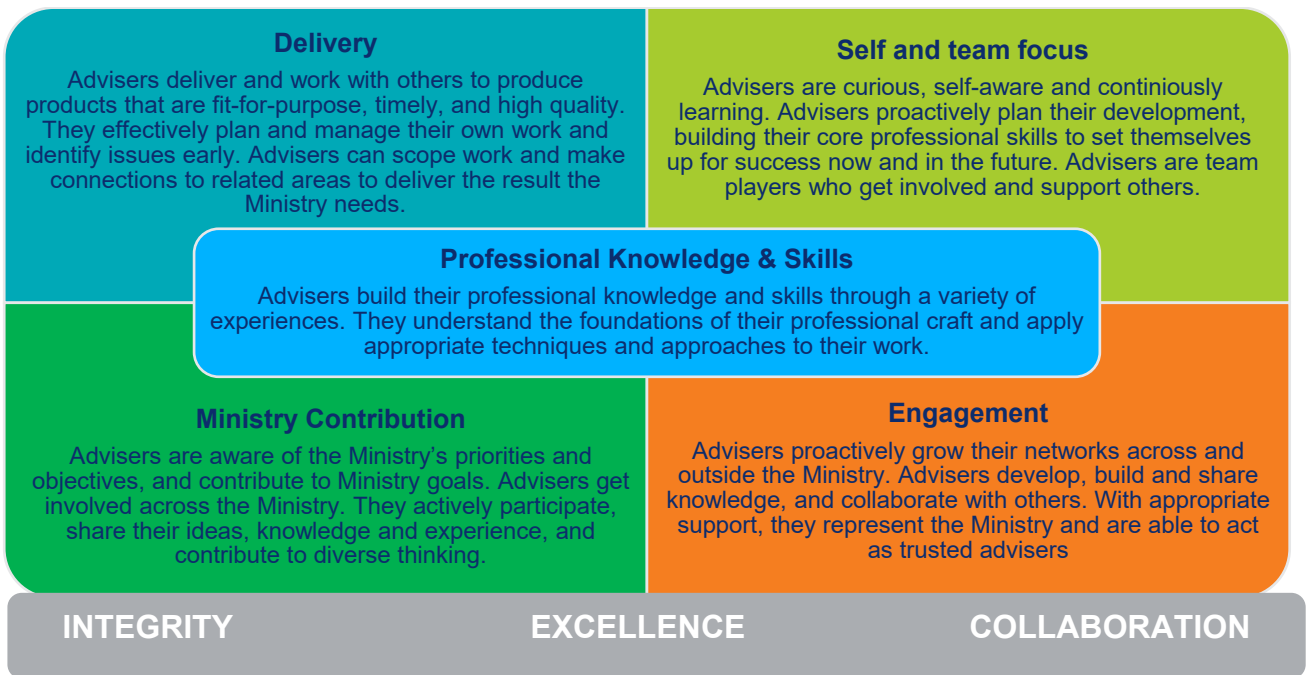 Delivery
Advisers deliver and work with others to produce
products that are fit-for-purpose, timely, and high quality.
They effectively plan and manage their own work and
identify issues early. Advisers can scope work and make
connections to related areas to deliver the result the
Ministry needs.
Self and team focus
Advisers are curious, self-aware and continiously
learning. Advisers proactively plan their development,
building their core professional skills to set themselves
up for success now and in the future. Advisers are team
players who get involved and support others.
Professional Knowledge & Skills
Advisers build their professional knowledge and skills through a variety of
experiences. They understand the foundations of their professional craft and apply
appropriate techniques and approaches to their work.
Ministry Contribution
Advisers are aware of the Ministry’s priorities and
objectives, and contribute to Ministry goals. Advisers get
involved across the Ministry. They actively participate,
share their ideas, knowledge and experience, and
contribute to diverse thinking.
Engagement
Advisers proactively grow their networks across and
outside the Ministry. Advisers develop, build and share
knowledge, and collaborate with others. With appropriate
support, they represent the Ministry and are able to act
as trusted advisers
INTEGRITY EXCELLENCE COLLABORATION